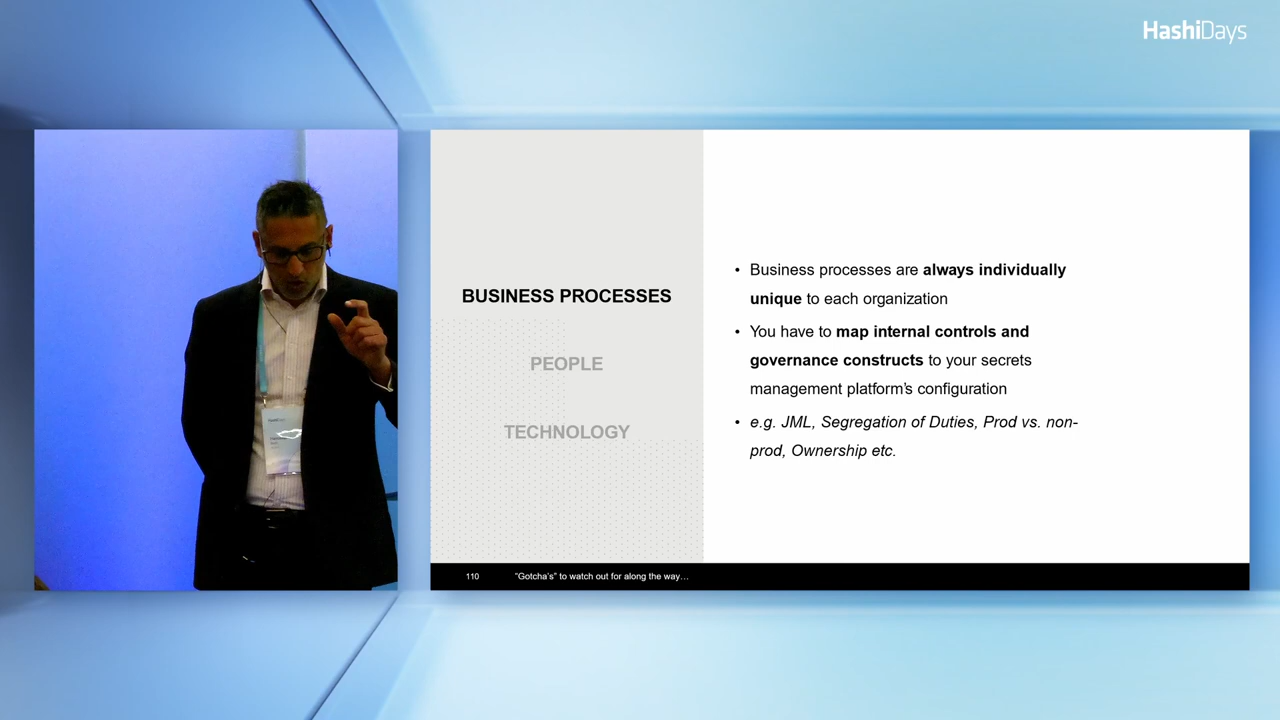 HashiDays
BUSINESS PROCESSES
PEOPLE
TECHNOLOGY
• Business processes are always individually
unique to each organization
• You have to map internal controls and
governance constructs to your secrets
management platform's configuration
• e.g. JML, Segregation of Duties, Prod vs. non-
prod, Ownership etc.
110 "Gotcha's" to watch out for along the way…